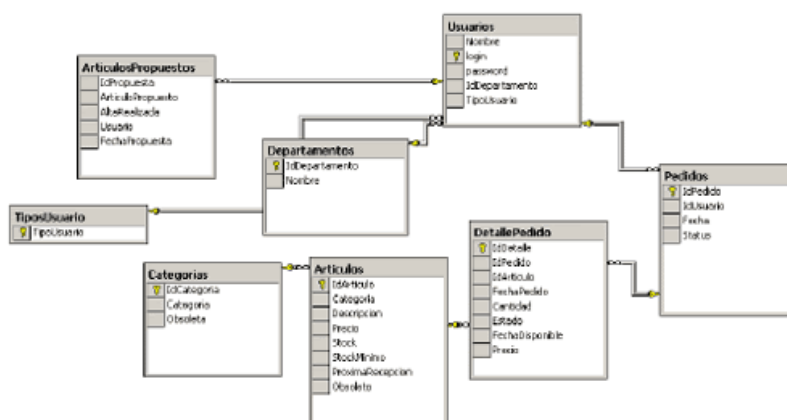 Usuarios
Nombre
login
password
IdDepartamento
TipoUsuario
ArticulosPropuestos
IdPropuesta
ArticuloPropuesto
AltaRealizada
Usuario
FechaPropuesta
Departamentos
IdDepartamento
Nombre
Pedidos
IdPedido
IdUsuario
Fecha
Status
TiposUsuario
TipoUsuario
DetallePedido
IdDetalle
IdPedido
IdArticulo
FechaPedido
Cantidad
Estado
FechaDisponible
Precio
Categorias
IdCategoria
Categoria
Obsoleta
Articulos
IdArticulo
Categoria
Descripcion
Precio
Stock
StockMinimo
ProximaRecepcion
Obsoleto